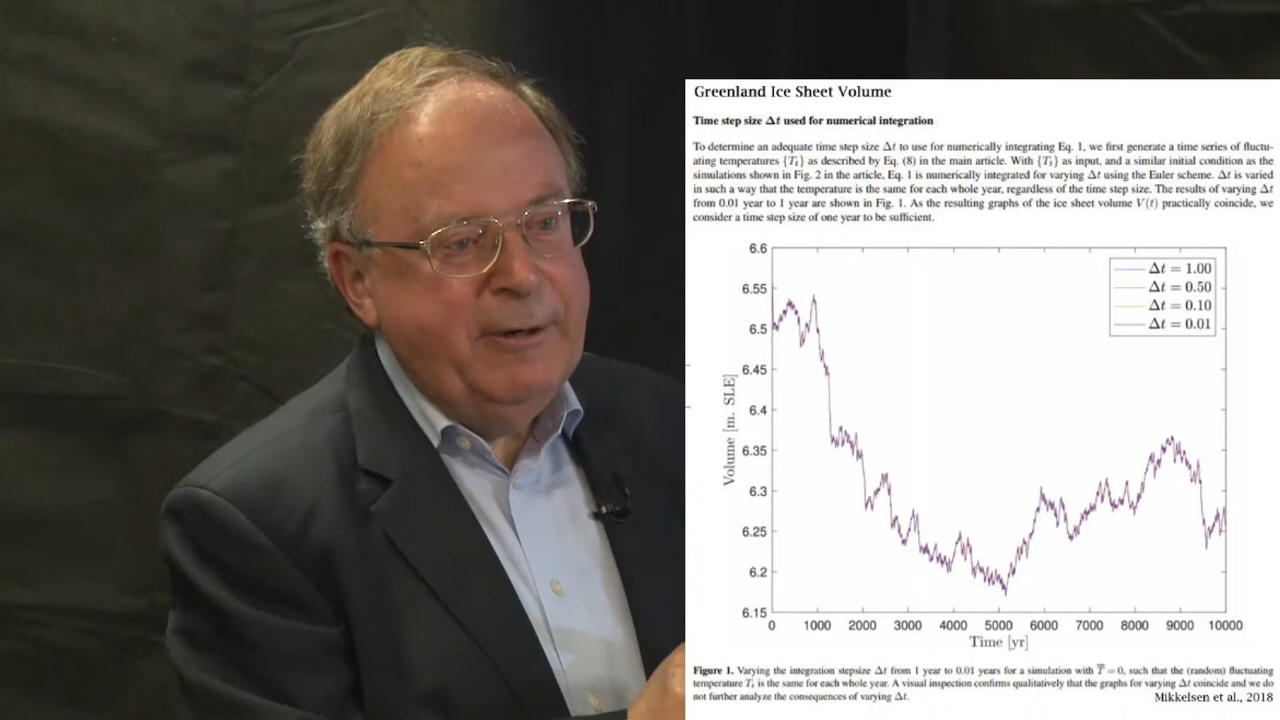 Greenland Ice Sheet Volume
Time step size Δt used for numerical integration
To determine an adequate time step size Δt to use for numerically integrating Eq. 1, we first generate a time series of fluctu-
ating temperatures {Tₜ} as described by Eq. (8) in the main article. With {Tₜ} as input, and a similar initial condition as the
simulations shown in Fig. 2 in the article, Eq. 1 is numerically integrated for varying Δt using the Euler scheme. Δt is varied
in such a way that the temperature is the same for each whole year, regardless of the time step size. The results of varying Δt
from 0.01 year to 1 year are shown in Fig. 1. As the resulting graphs of the ice sheet volume V(t) practically coincide, we
consider a time step size of one year to be sufficient.
6.6
6.55
6.5
6.45
6.4
6.35
6.3
6.25
6.2
6.15
Volume [m. SLE]
Δt = 1.00
Δt = 0.50
Δt = 0.10
Δt = 0.01
0 1000 2000 3000 4000 5000 6000 7000 8000 9000 10000
Time [yr]
Figure 1. Varying the integration stepsize Δt from 1 year to 0.01 years for a simulation with T̅ = 0, such that the (random) fluctuating
temperature Tₜ is the same for each whole year. A visual inspection confirms qualitatively that the graphs for varying Δt coincide and we do
not further analyze the consequences of varying Δt.
Mikkelsen et al., 2018